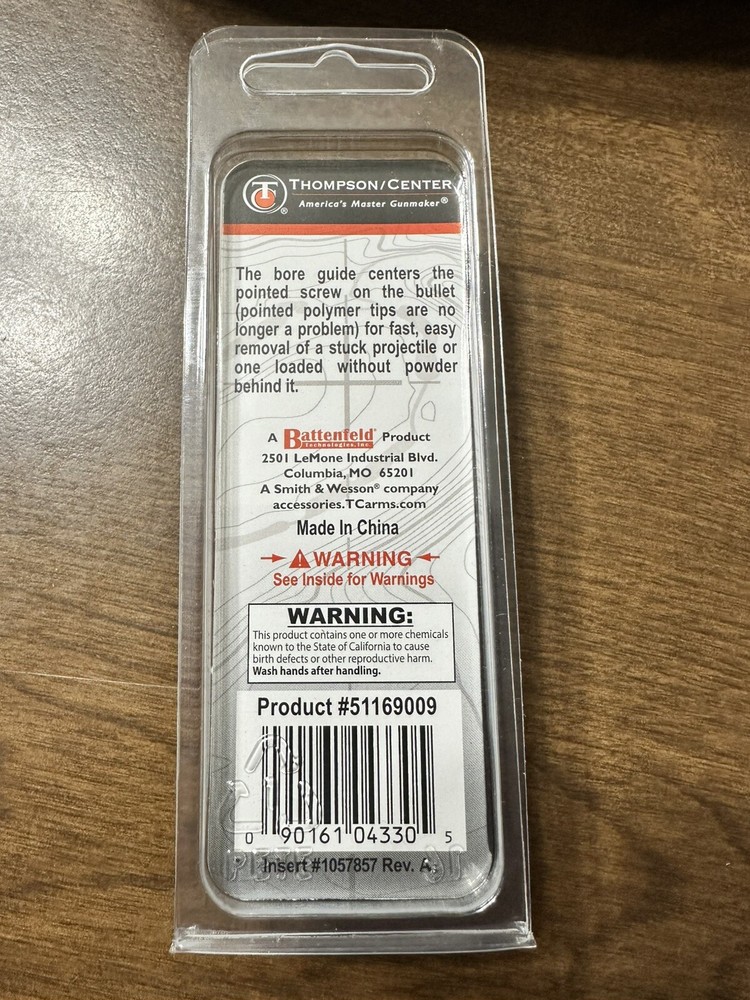 TC
®
THOMPSON/CENTER
America's Master Gunmaker®
The bore guide centers the
pointed screw on the bullet
(pointed polymer tips are no
longer a problem) for fast, easy
removal of a stuck projectile or
one loaded without powder
behind it.
A Battenfeld® Product
Technologies, Inc.
2501 LeMone Industrial Blvd.
Columbia, MO 65201
A Smith & Wesson® company
accessories.TCarms.com
Made In China
WARNING
See Inside for Warnings
WARNING:
This product contains one or more chemicals
known to the State of California to cause
birth defects or other reproductive harm.
Wash hands after handling.
Product #51169009
0 90161 04330 5
Insert #1057857 Rev. A